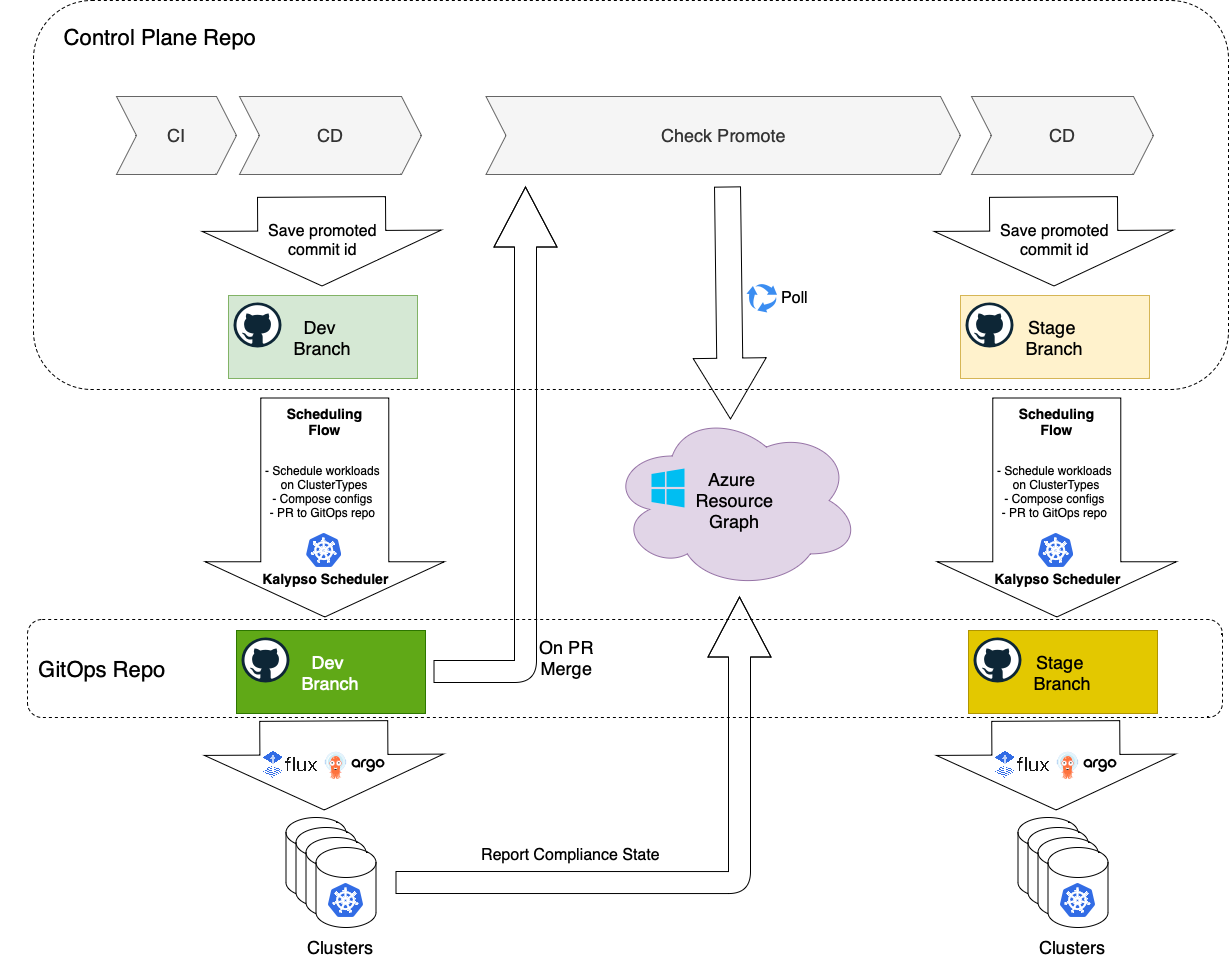 Control Plane Repo
CI
CD
Check Promote
CD
Save promoted
commit id
Save promoted
commit id
Poll
Dev
Branch
Stage
Branch
Scheduling
Flow
- Schedule workloads
on ClusterTypes
- Compose configs
- PR to GitOps repo
Kalypso Scheduler
Azure
Resource
Graph
Scheduling
Flow
- Schedule workloads
on ClusterTypes
- Compose configs
- PR to GitOps repo
Kalypso Scheduler
GitOps Repo
Dev
Branch
On PR
Merge
Stage
Branch
flux
argo
flux
argo
Report Compliance State
Clusters
Clusters